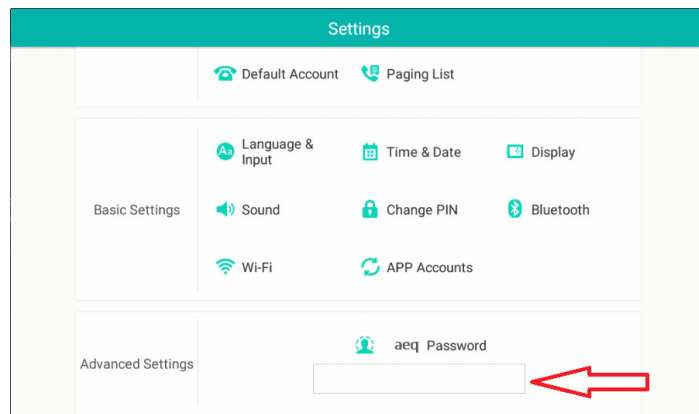 Settings
Default Account
Paging List
Basic Settings
Aa
Language &
Input
Time & Date
Display
Sound
Change PIN
Bluetooth
Wi-Fi
APP Accounts
Advanced Settings
aeq Password